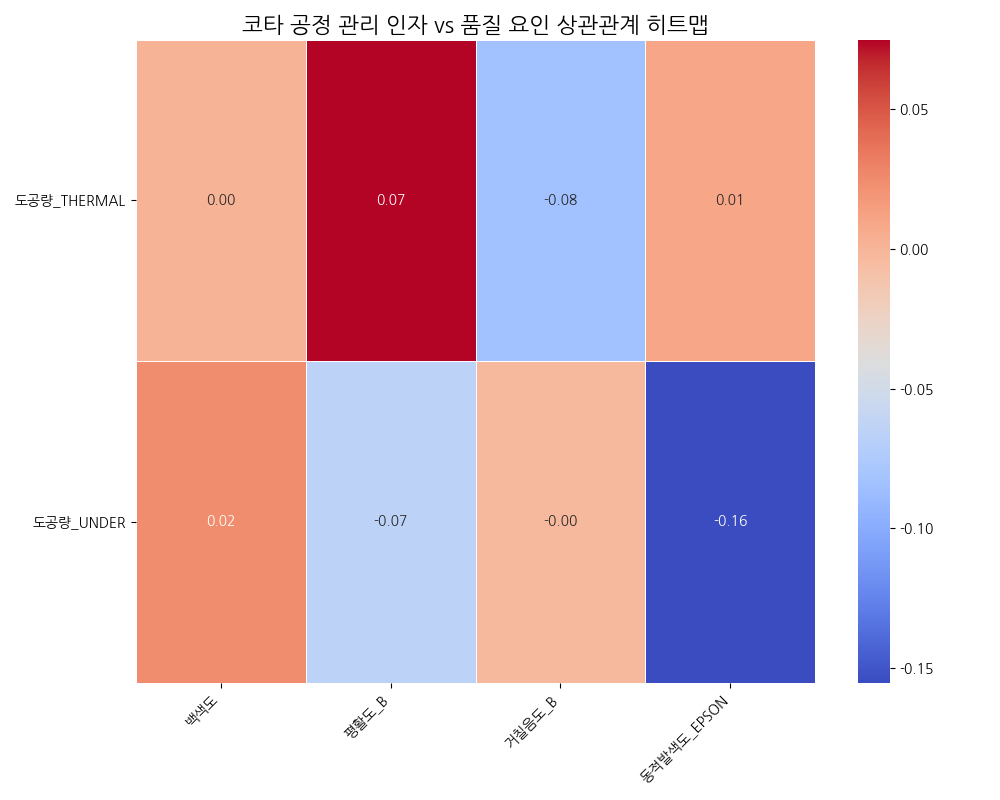 코타 공정 관리 인자 vs 품질 요인 상관관계 히트맵
도공량_THERMAL
0.00
0.07
-0.08
0.01
도공량_UNDER
0.02
-0.07
-0.00
-0.16
백색도
평활도_B
거칠음도_B
동적발색도_EPSON
0.05
0.00
-0.05
-0.10
-0.15